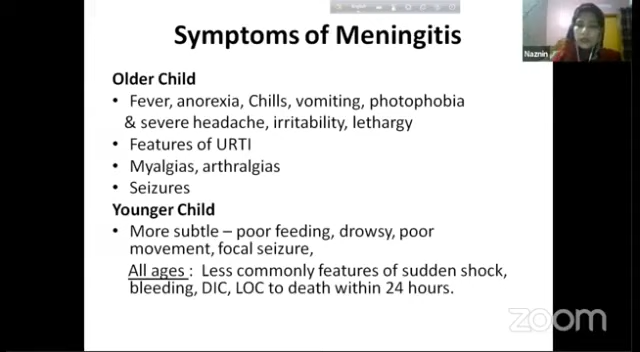 Symptoms of Meningitis
Naznin
Older Child
• Fever, anorexia, Chills, vomiting, photophobia
& severe headache, irritability, lethargy
• Features of URTI
• Myalgias, arthralgias
• Seizures
Younger Child
• More subtle – poor feeding, drowsy, poor
movement, focal seizure,
All ages : Less commonly features of sudden shock,
bleeding, DIC, LOC to death within 24 hours.
zoom